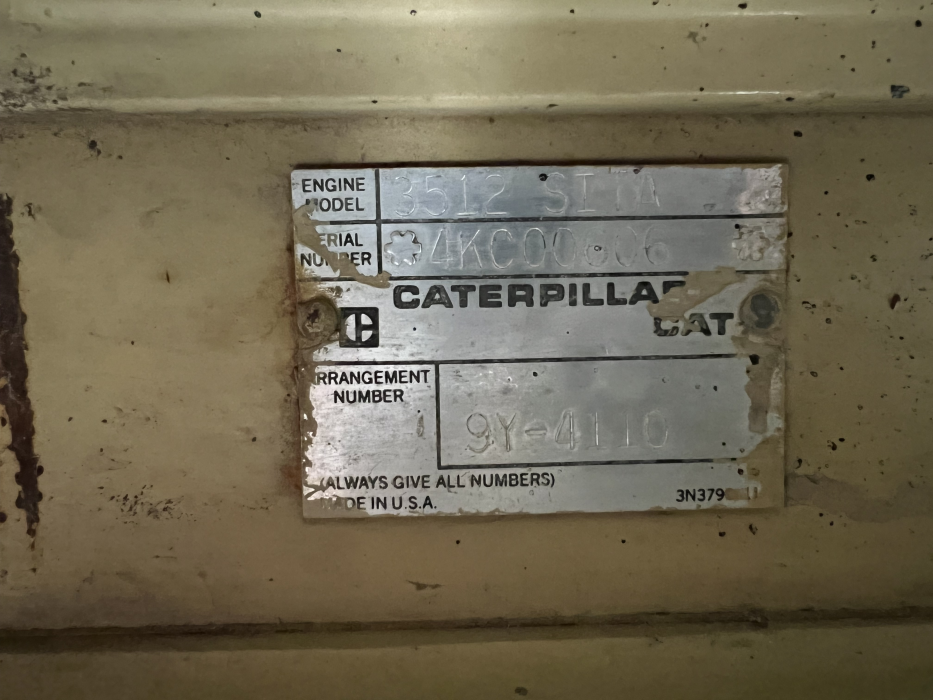 ENGINE MODEL 3512 SITA
SERIAL NUMBER 4KC00606
CATERPILLAR
CAT
ARRANGEMENT NUMBER 9Y-4110
(ALWAYS GIVE ALL NUMBERS)
MADE IN U.S.A. 3N379